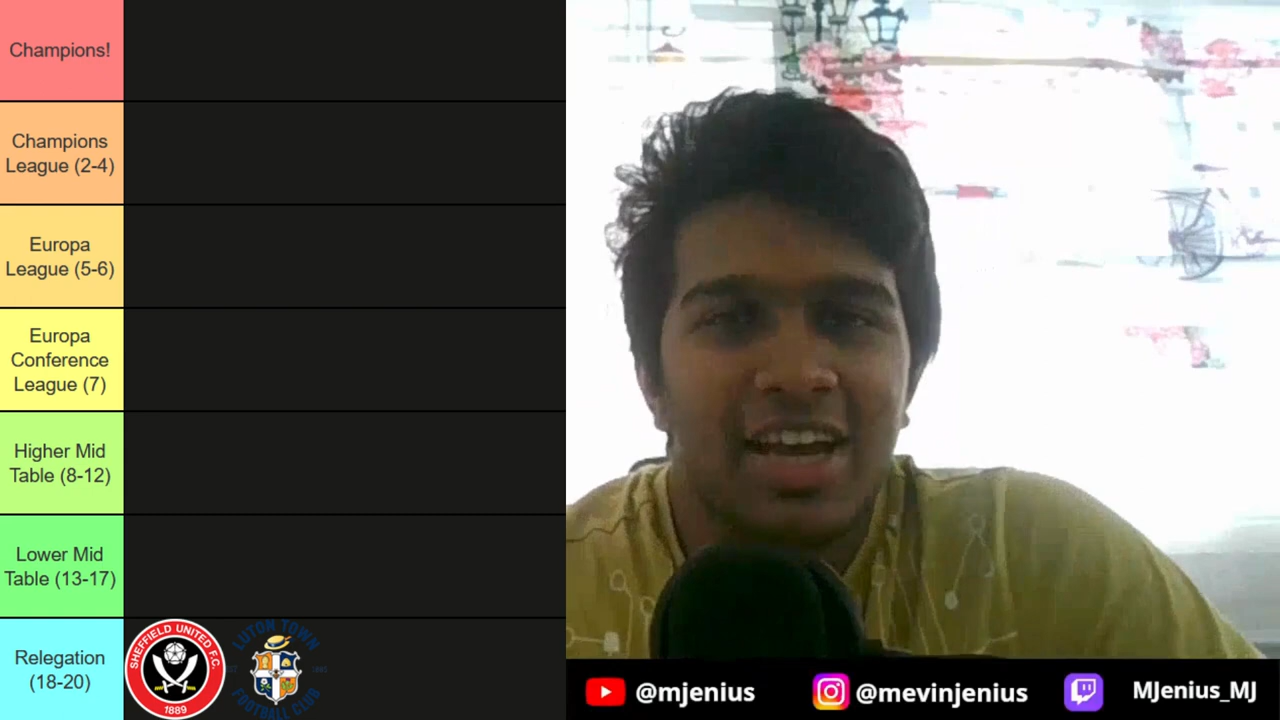 Champions!
Champions
League (2-4)
Europa
League (5-6)
Europa
Conference
League (7)
Higher Mid
Table (8-12)
Lower Mid
Table (13-17)
Relegation
(18-20)
SHEFFIELD UNITED F.C.
1889
LUTON TOWN
FOOTBALL CLUB
@mjenius
@mevinjenius
MJenius_MJ